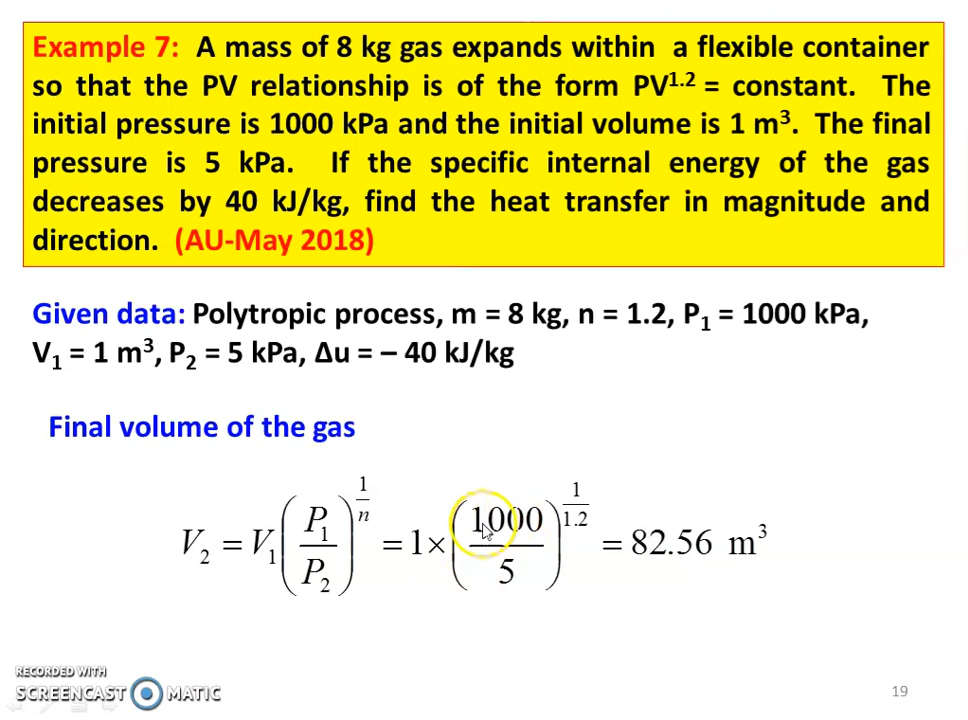 Example 7: A mass of 8 kg gas expands within a flexible container
so that the PV relationship is of the form PV^1.2 = constant. The
initial pressure is 1000 kPa and the initial volume is 1 m³. The final
pressure is 5 kPa. If the specific internal energy of the gas
decreases by 40 kJ/kg, find the heat transfer in magnitude and
direction. (AU-May 2018)
Given data: Polytropic process, m = 8 kg, n = 1.2, P₁ = 1000 kPa,
V₁ = 1 m³, P₂ = 5 kPa, Δu = – 40 kJ/kg
Final volume of the gas
V₂ = V₁ (P₁/P₂)^(1/n) = 1 × (1000/5)^(1/1.2) = 82.56 m³
RECORDED WITH
SCREENCAST MATIC
19